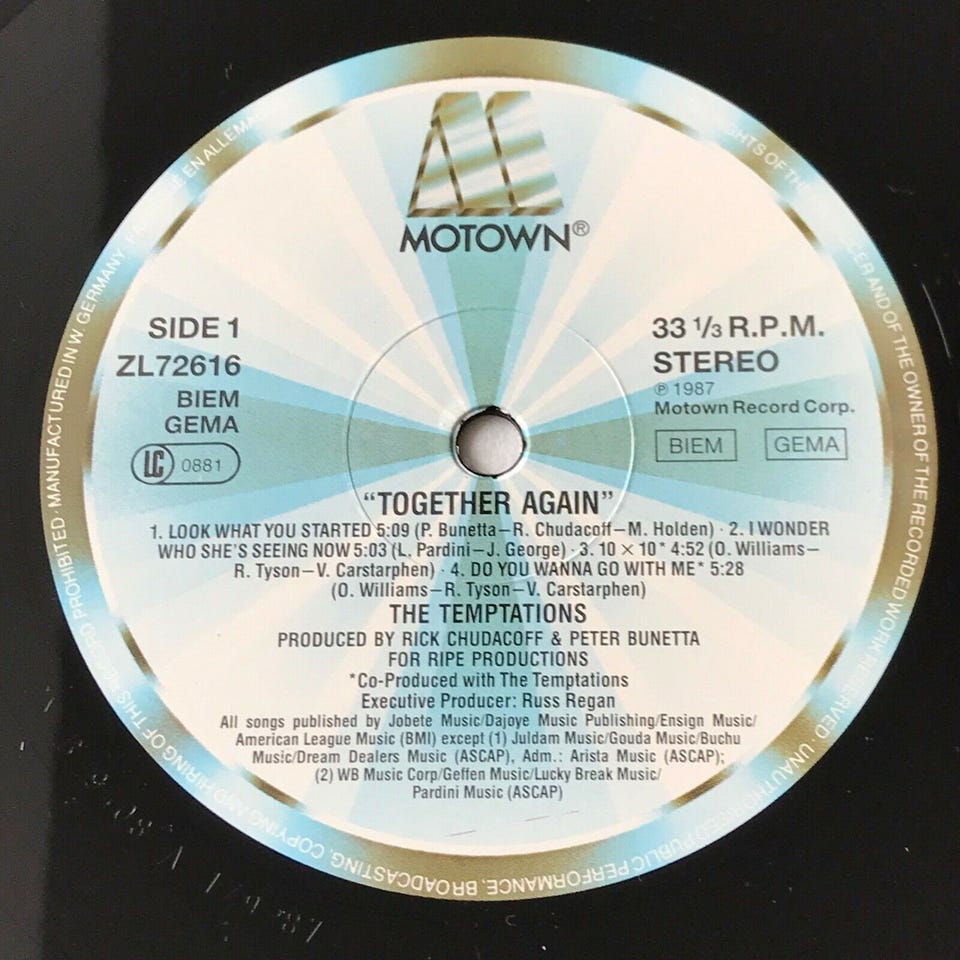 MOTOWN®
SIDE 1
ZL72616
BIEM
GEMA
LC 0881
33 1/3 R.P.M.
STEREO
℗ 1987
Motown Record Corp.
BIEM GEMA
“TOGETHER AGAIN”
1. LOOK WHAT YOU STARTED 5:09 (P. Bunetta–R. Chudacoff–M. Holden) · 2. I WONDER
WHO SHE'S SEEING NOW 5:03 (L. Pardini–J. George) · 3. 10 × 10* 4:52 (O. Williams–
R. Tyson–V. Carstarphen) · 4. DO YOU WANNA GO WITH ME* 5:28
(O. Williams–R. Tyson–V. Carstarphen)
THE TEMPTATIONS
PRODUCED BY RICK CHUDACOFF & PETER BUNETTA
FOR RIPE PRODUCTIONS
*Co-Produced with The Temptations
Executive Producer: Russ Regan
All songs published by Jobete Music/Dajoye Music Publishing/Ensign Music/
American League Music (BMI) except (1) Juldam Music/Gouda Music/Buchu
Music/Dream Dealers Music (ASCAP), Adm.: Arista Music (ASCAP);
(2) WB Music Corp/Geffen Music/Lucky Break Music/
Pardini Music (ASCAP)
OF THE OWNER OF THE RECORDED WORK RESERVED. UNAUTHORISED PUBLIC PERFORMANCE, BROADCASTING, COPYING AND HIRING OF THIS RECORD PROHIBITED · MANUFACTURED IN W GERMANY